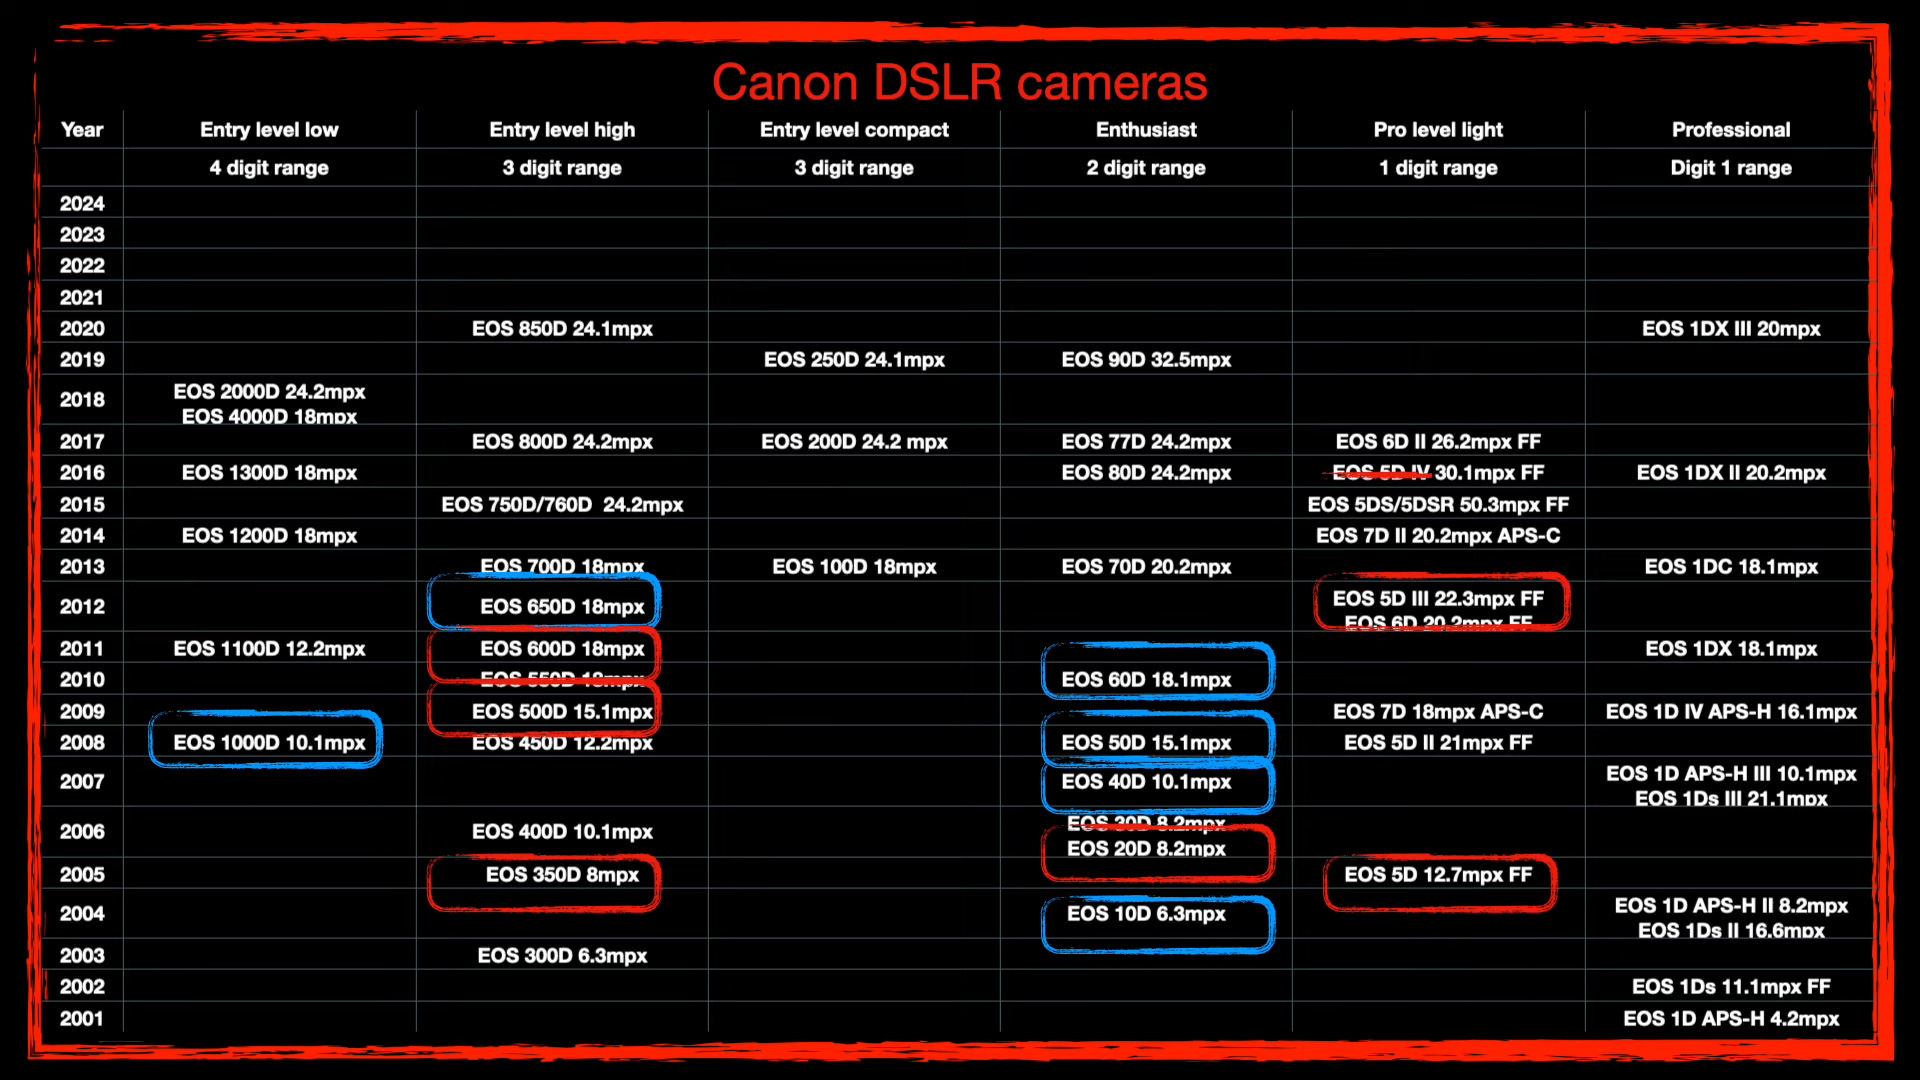 Canon DSLR cameras
Year Entry level low Entry level high Entry level compact Enthusiast Pro level light Professional
4 digit range 3 digit range 3 digit range 2 digit range 1 digit range Digit 1 range
2024
2023
2022
2021
2020 EOS 850D 24.1mpx EOS 1DX III 20mpx
2019 EOS 250D 24.1mpx EOS 90D 32.5mpx
2018 EOS 2000D 24.2mpx
EOS 4000D 18mpx
2017 EOS 800D 24.2mpx EOS 200D 24.2 mpx EOS 77D 24.2mpx EOS 6D II 26.2mpx FF
2016 EOS 1300D 18mpx EOS 80D 24.2mpx EOS 5D IV 30.1mpx FF EOS 1DX II 20.2mpx
2015 EOS 750D/760D 24.2mpx EOS 5DS/5DSR 50.3mpx FF
2014 EOS 1200D 18mpx EOS 7D II 20.2mpx APS-C
2013 EOS 700D 18mpx EOS 100D 18mpx EOS 70D 20.2mpx EOS 1DC 18.1mpx
2012 EOS 650D 18mpx EOS 5D III 22.3mpx FF
EOS 6D 20.2mpx FF
2011 EOS 1100D 12.2mpx EOS 600D 18mpx EOS 1DX 18.1mpx
2010 EOS 550D 18mpx EOS 60D 18.1mpx
2009 EOS 500D 15.1mpx EOS 7D 18mpx APS-C EOS 1D IV APS-H 16.1mpx
2008 EOS 1000D 10.1mpx EOS 450D 12.2mpx EOS 50D 15.1mpx EOS 5D II 21mpx FF
2007 EOS 40D 10.1mpx EOS 1D APS-H III 10.1mpx
EOS 1Ds III 21.1mpx
2006 EOS 400D 10.1mpx EOS 30D 8.2mpx
EOS 20D 8.2mpx
2005 EOS 350D 8mpx EOS 5D 12.7mpx FF
2004 EOS 10D 6.3mpx EOS 1D APS-H II 8.2mpx
EOS 1Ds II 16.6mpx
2003 EOS 300D 6.3mpx
2002 EOS 1Ds 11.1mpx FF
2001 EOS 1D APS-H 4.2mpx